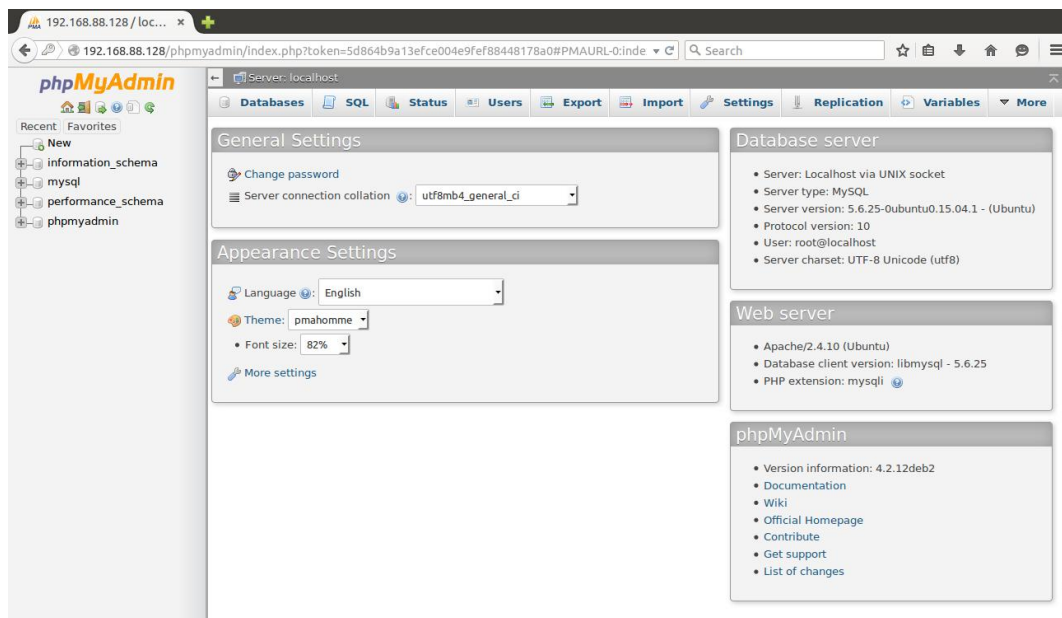 192.168.88.128 / loc...
192.168.88.128/phpmyadmin/index.php?token=5d864b9a13efce004e9fef88448178a0#PMAURL-0:inde
Search
phpMyAdmin
Recent Favorites
New
information_schema
mysql
performance_schema
phpmyadmin
Server: localhost
Databases SQL Status Users Export Import Settings Replication Variables More
General Settings
Change password
Server connection collation : utf8mb4_general_ci
Appearance Settings
Language : English
Theme: pmahomme
• Font size: 82%
More settings
Database server
• Server: Localhost via UNIX socket
• Server type: MySQL
• Server version: 5.6.25-0ubuntu0.15.04.1 - (Ubuntu)
• Protocol version: 10
• User: root@localhost
• Server charset: UTF-8 Unicode (utf8)
Web server
• Apache/2.4.10 (Ubuntu)
• Database client version: libmysql - 5.6.25
• PHP extension: mysqli
phpMyAdmin
• Version information: 4.2.12deb2
• Documentation
• Wiki
• Official Homepage
• Contribute
• Get support
• List of changes